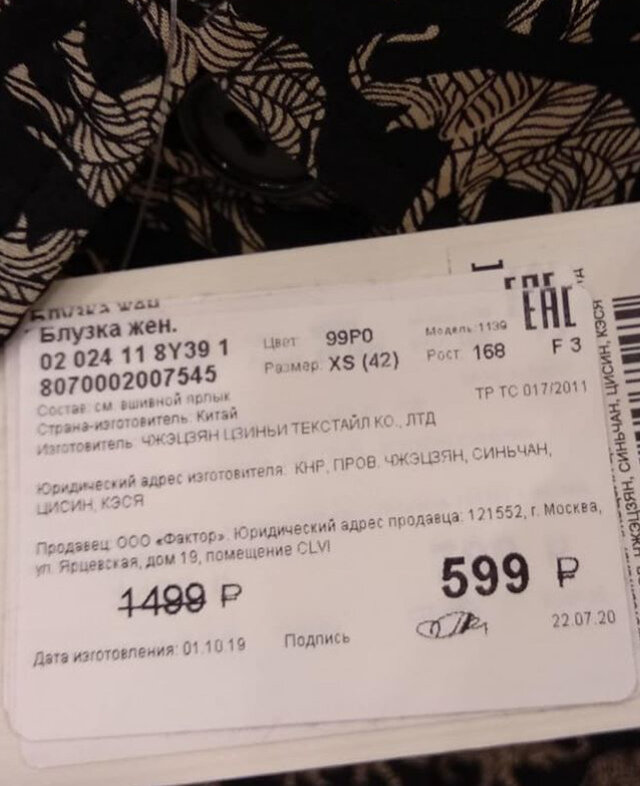 Блузка жен.
02 024 11 8Y39 1
8070002007545
Цвет 99P0
Размер XS (42)
Модель 1139
Рост 168
EAC
F 3
Состав: см. вшивной ярлык
ТР ТС 017/2011
Страна-изготовитель: Китай
Изготовитель: ЧЖЭЦЗЯН ЦЗИНЬИ ТЕКСТАЙЛ КО., ЛТД
Юридический адрес изготовителя: КНР, ПРОВ. ЧЖЭЦЗЯН, СИНЬЧАН,
ЦИСИН, КЭСЯ
Продавец: ООО «Фактор». Юридический адрес продавца: 121552, г. Москва,
ул. Ярцевская, дом 19, помещение CLVI
1499 ₽
599 ₽
Дата изготовления: 01.10.19
Подпись
22.07.20
ЧЖЭЦЗЯН, СИНЬЧАН, ЦИСИН, КЭСЯ